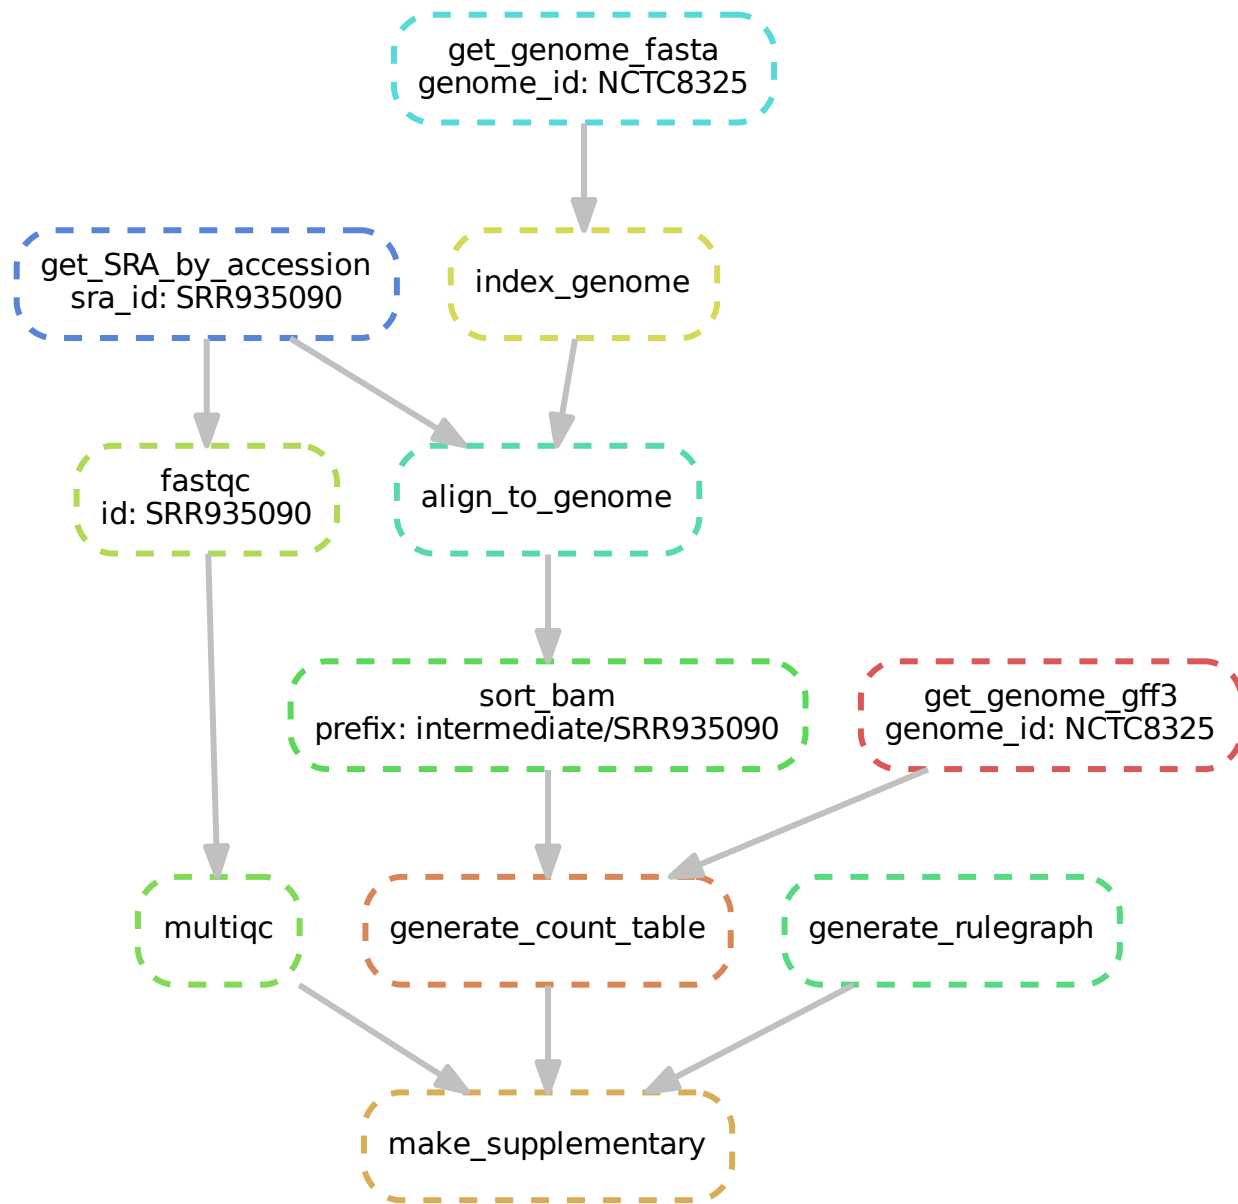 get_genome_fasta
genome_id: NCTC8325
get_SRA_by_accession
sra_id: SRR935090
index_genome
fastqc
id: SRR935090
align_to_genome
sort_bam
prefix: intermediate/SRR935090
get_genome_gff3
genome_id: NCTC8325
multiqc
generate_count_table
generate_rulegraph
make_supplementary